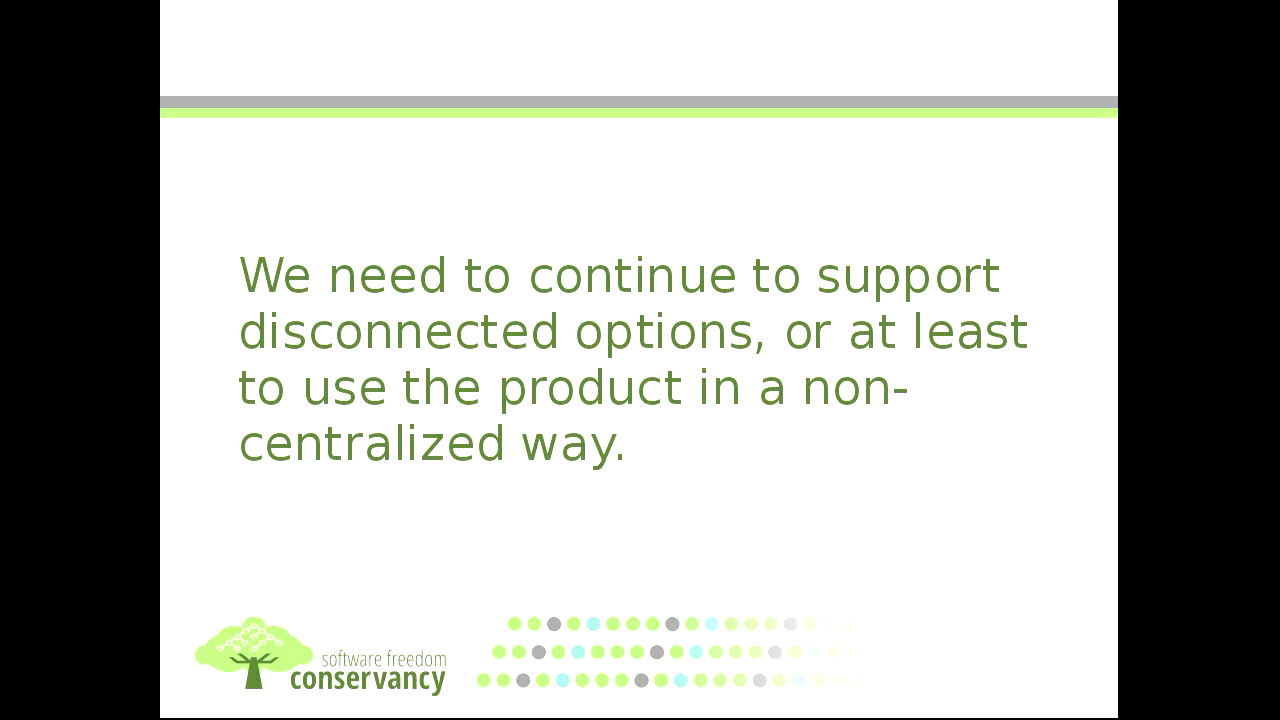 We need to continue to support
disconnected options, or at least
to use the product in a non-
centralized way.
software freedom
conservancy